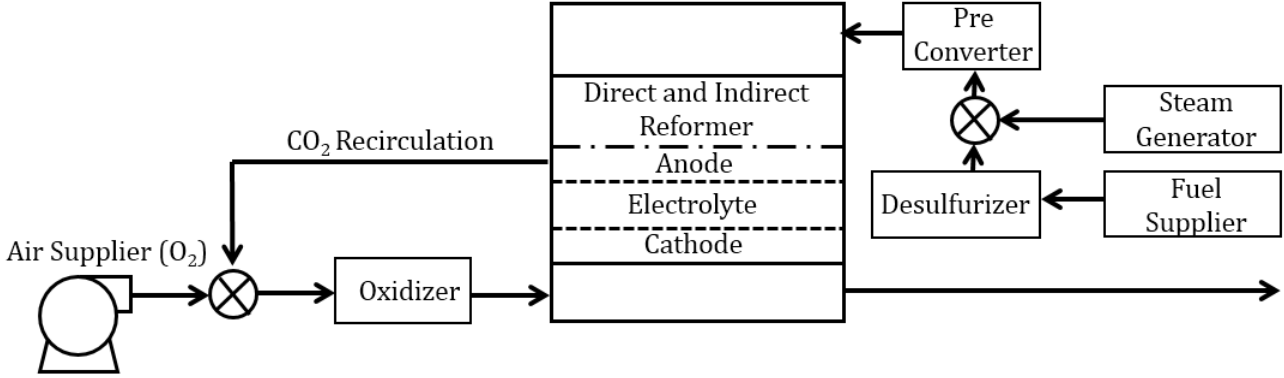 Pre
Converter
Direct and Indirect
Reformer
Steam
Generator
CO₂ Recirculation
Anode
Electrolyte
Desulfurizer
Fuel
Supplier
Cathode
Air Supplier (O₂)
Oxidizer